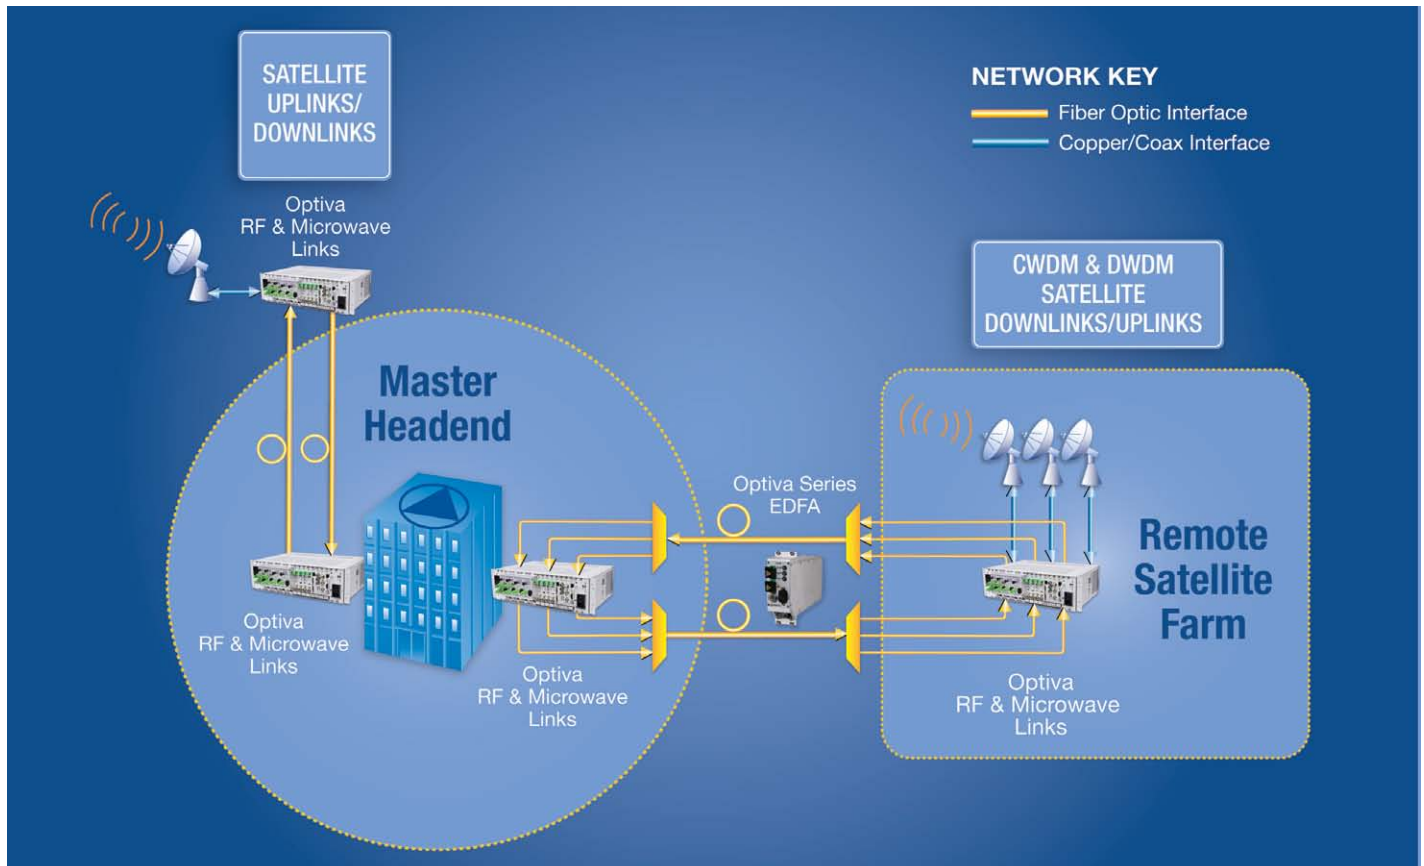 SATELLITE
UPLINKS/
DOWNLINKS
NETWORK KEY
Fiber Optic Interface
Copper/Coax Interface
Optiva
RF & Microwave
Links
CWDM & DWDM
SATELLITE
DOWNLINKS/UPLINKS
Master
Headend
Optiva Series
EDFA
Remote
Satellite
Farm
Optiva
RF & Microwave
Links
Optiva
RF & Microwave
Links
Optiva
RF & Microwave
Links